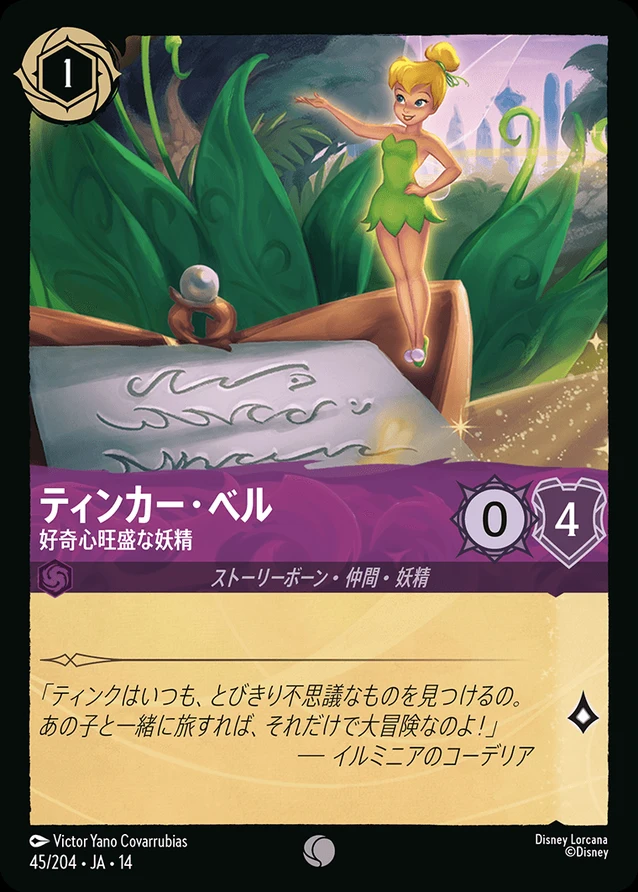 1
ティンカー・ベル
好奇心旺盛な妖精
0
4
ストーリーボーン・仲間・妖精
「ティンクはいつも、とびきり不思議なものを見つけるの。
あの子と一緒に旅すれば、それだけで大冒険なのよ!」
— イルミニアのコーデリア
Victor Yano Covarrubias
45/204 • JA • 14
Disney Lorcana
©Disney